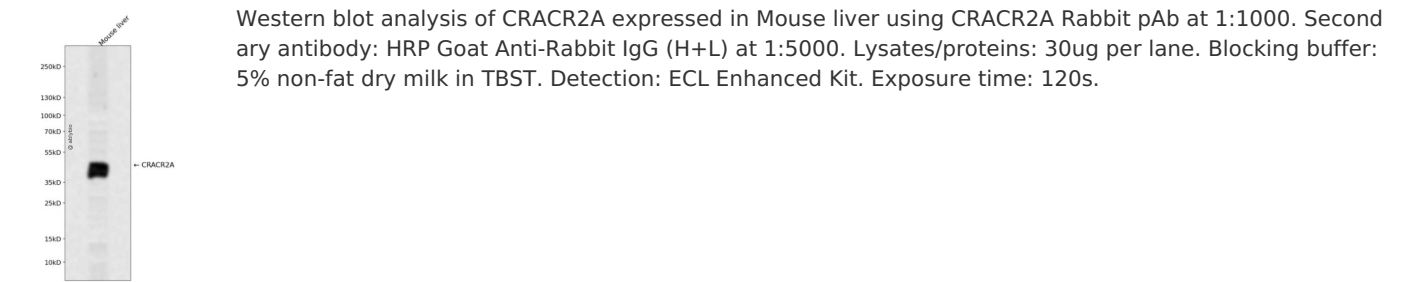 Mouse liver
250kD
130kD
100kD
70kD
55kD
35kD
25kD
15kD
10kD
@ ablybio
← CRACR2A
Western blot analysis of CRACR2A expressed in Mouse liver using CRACR2A Rabbit pAb at 1:1000. Second
ary antibody: HRP Goat Anti-Rabbit IgG (H+L) at 1:5000. Lysates/proteins: 30ug per lane. Blocking buffer:
5% non-fat dry milk in TBST. Detection: ECL Enhanced Kit. Exposure time: 120s.